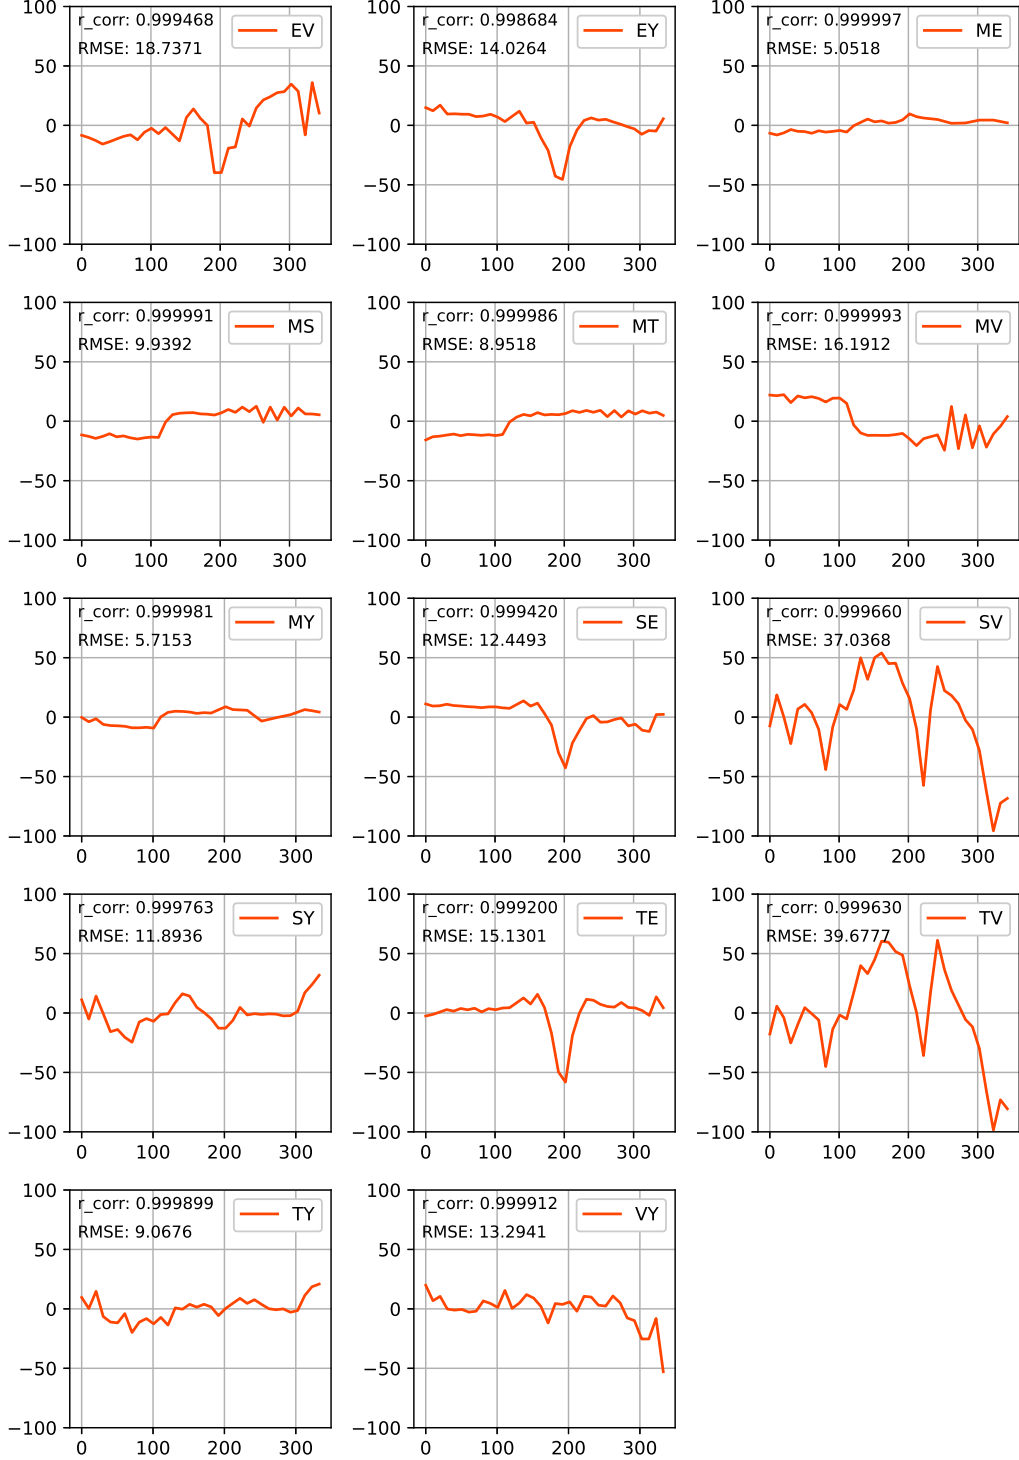 100
r_corr: 0.999468
EV
RMSE: 18.7371
50
0
−50
−100
0 100 200 300
100
r_corr: 0.998684
EY
RMSE: 14.0264
50
0
−50
−100
0 100 200 300
100
r_corr: 0.999997
ME
RMSE: 5.0518
50
0
−50
−100
0 100 200 300
100
r_corr: 0.999991
MS
RMSE: 9.9392
50
0
−50
−100
0 100 200 300
100
r_corr: 0.999986
MT
RMSE: 8.9518
50
0
−50
−100
0 100 200 300
100
r_corr: 0.999993
MV
RMSE: 16.1912
50
0
−50
−100
0 100 200 300
100
r_corr: 0.999981
MY
RMSE: 5.7153
50
0
−50
−100
0 100 200 300
100
r_corr: 0.999420
SE
RMSE: 12.4493
50
0
−50
−100
0 100 200 300
100
r_corr: 0.999660
SV
RMSE: 37.0368
50
0
−50
−100
0 100 200 300
100
r_corr: 0.999763
SY
RMSE: 11.8936
50
0
−50
−100
0 100 200 300
100
r_corr: 0.999200
TE
RMSE: 15.1301
50
0
−50
−100
0 100 200 300
100
r_corr: 0.999630
TV
RMSE: 39.6777
50
0
−50
−100
0 100 200 300
100
r_corr: 0.999899
TY
RMSE: 9.0676
50
0
−50
−100
0 100 200 300
100
r_corr: 0.999912
VY
RMSE: 13.2941
50
0
−50
−100
0 100 200 300